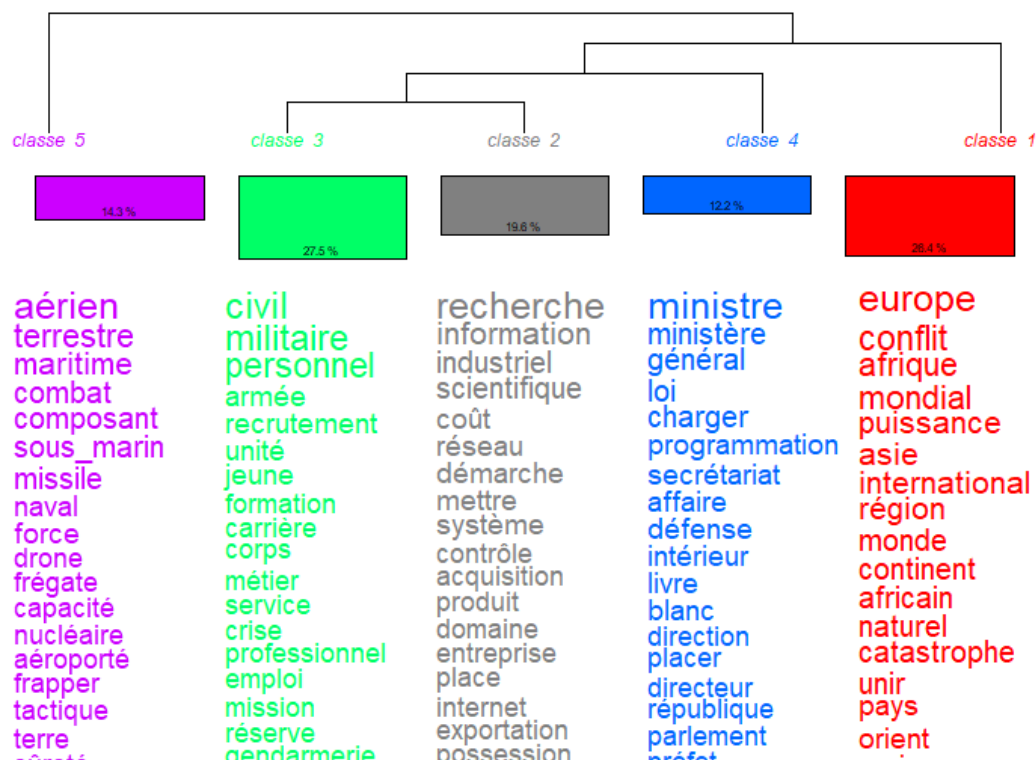 classe 5
classe 3
classe 2
classe 4
classe 1
14.3 %
27.5 %
19.6 %
12.2 %
26.4 %
aérien
terrestre
maritime
combat
composant
sous_marin
missile
naval
force
drone
frégate
capacité
nucléaire
aéroporté
frapper
tactique
terre
sûreté
civil
militaire
personnel
armée
recrutement
unité
jeune
formation
carrière
corps
métier
service
crise
professionnel
emploi
mission
réserve
gendarmerie
recherche
information
industriel
scientifique
coût
réseau
démarche
mettre
système
contrôle
acquisition
produit
domaine
entreprise
place
internet
exportation
possession
ministre
ministère
général
loi
charger
programmation
secrétariat
affaire
défense
intérieur
livre
blanc
direction
placer
directeur
république
parlement
préfet
europe
conflit
afrique
mondial
puissance
asie
international
région
monde
continent
africain
naturel
catastrophe
unir
pays
orient